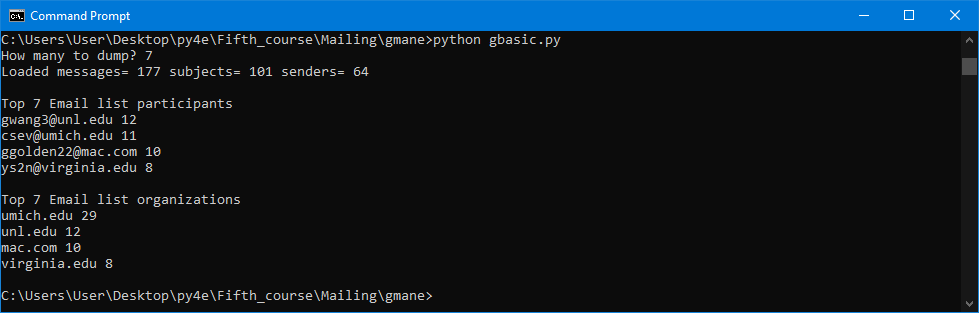 Command Prompt
C:\Users\User\Desktop\py4e\Fifth_course\Mailing\gmane>python gbasic.py
How many to dump? 7
Loaded messages= 177 subjects= 101 senders= 64
Top 7 Email list participants
gwang3@unl.edu 12
csev@umich.edu 11
ggolden22@mac.com 10
ys2n@virginia.edu 8
Top 7 Email list organizations
umich.edu 29
unl.edu 12
mac.com 10
virginia.edu 8
C:\Users\User\Desktop\py4e\Fifth_course\Mailing\gmane>